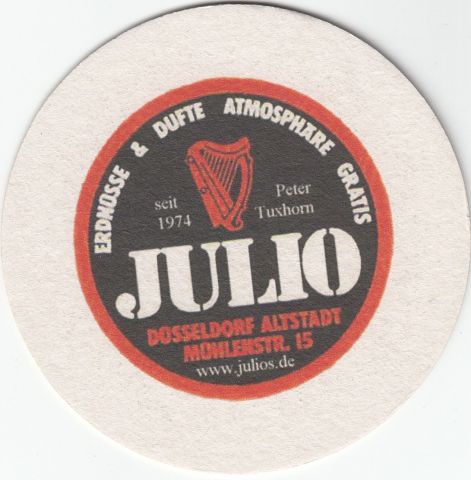 ERDNÜSSE & DUFTE ATMOSPHÄRE GRATIS
seit
1974
Peter
Tuxhorn
JULIO
DÜSSELDORF ALTSTADT
MÜHLENSTR. 15
www.julios.de